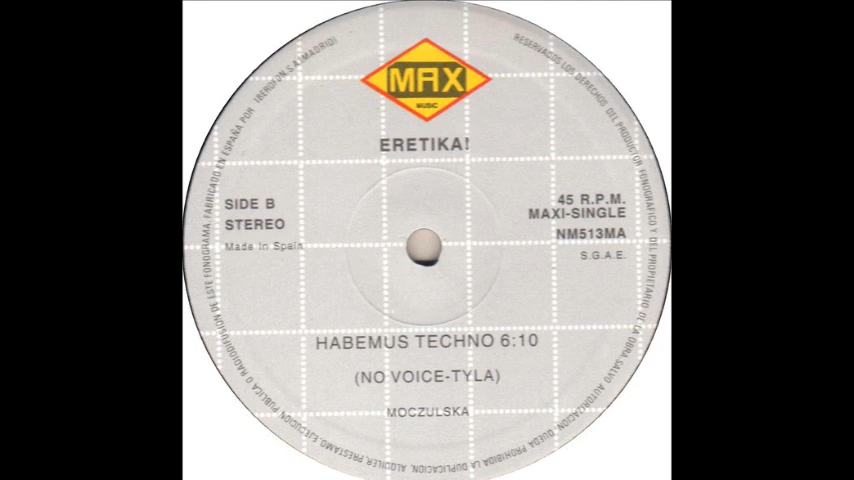 MAX
MUSIC
ERETIKA!
SIDE B
STEREO
Made in Spain
45 R.P.M.
MAXI-SINGLE
NM513MA
S.G.A.E.
HABEMUS TECHNO 6:10
(NO VOICE-TYLA)
MOCZULSKA
RESERVADOS LOS DERECHOS DEL PRODUCTOR FONOGRAFICO Y DEL PROPIETARIO DE LA OBRA.SALVO AUTORIZACION, QUEDA PROHIBIDA LA DUPLICACION, ALQUILER, PRESTAMO, EJECUCION PUBLICA O RADIODIFUSION DE ESTE FONOGRAMA. FABRICADO EN ESPAÑA POR IBEROFON S.A.(MADRID)